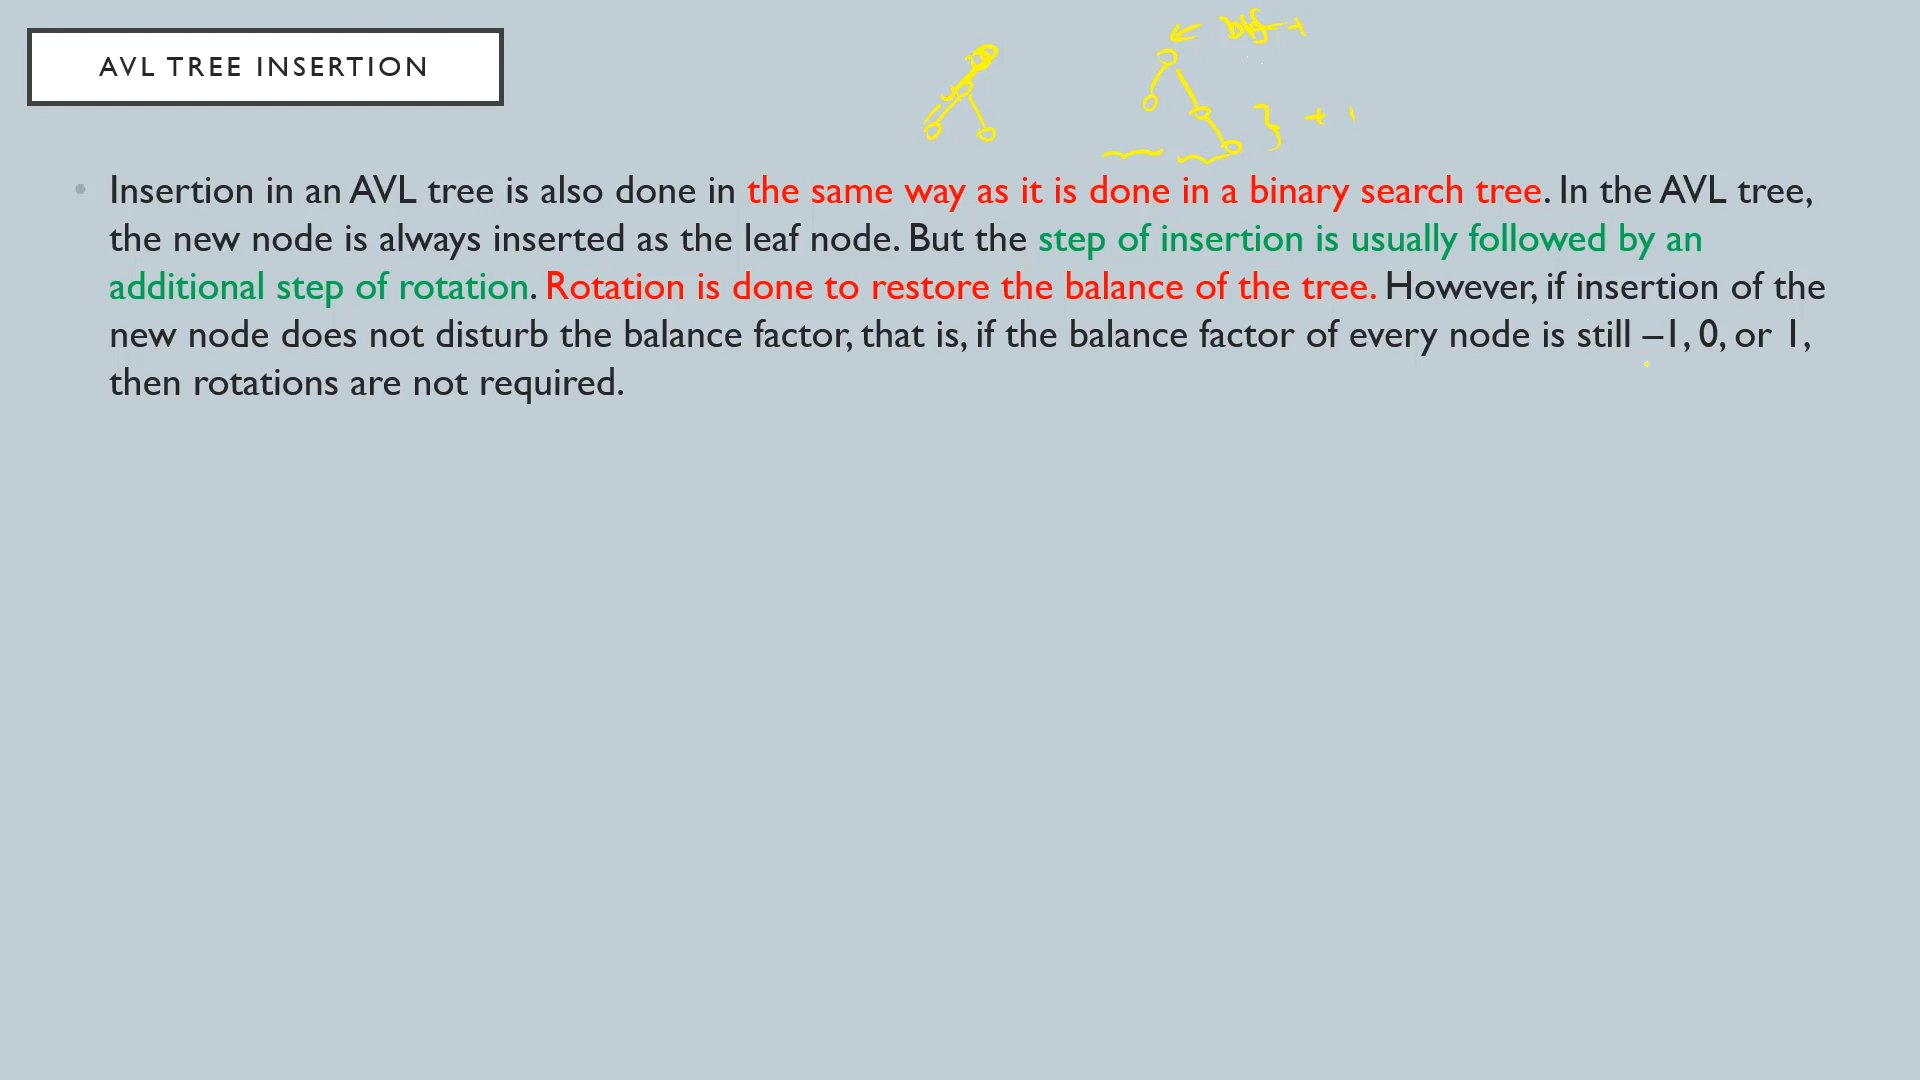 AVL TREE INSERTION
Insertion in an AVL tree is also done in the same way as it is done in a binary search tree. In the AVL tree,
the new node is always inserted as the leaf node. But the step of insertion is usually followed by an
additional step of rotation. Rotation is done to restore the balance of the tree. However, if insertion of the
new node does not disturb the balance factor, that is, if the balance factor of every node is still –1, 0, or 1,
then rotations are not required.